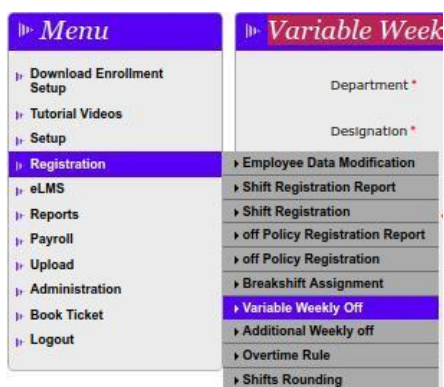 Menu
Download Enrollment
Setup
Tutorial Videos
Setup
Registration
eLMS
Reports
Payroll
Upload
Administration
Book Ticket
Logout
Variable Week
Department *
Designation *
Employee Data Modification
Shift Registration Report
Shift Registration
off Policy Registration Report
off Policy Registration
Breakshift Assignment
Variable Weekly Off
Additional Weekly off
Overtime Rule
Shifts Rounding